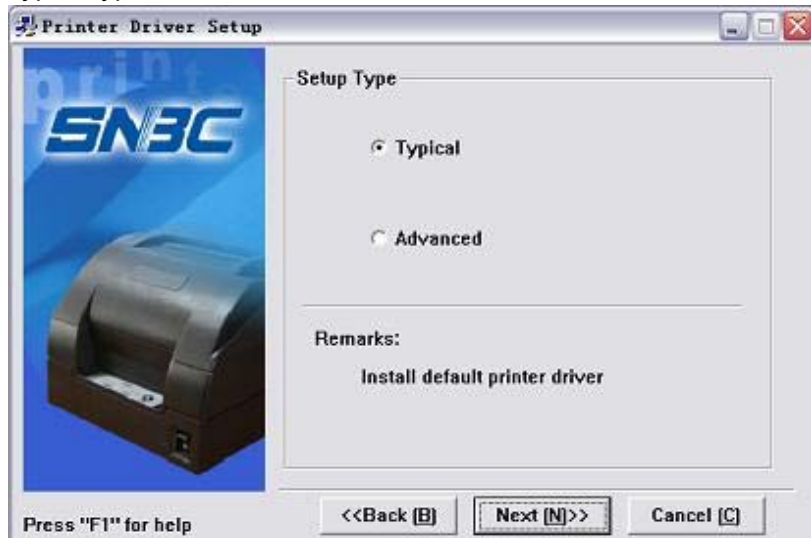 Printer Driver Setup
printe
SNBC
Setup Type
Typical
Advanced
Remarks:
Install default printer driver
Press "F1" for help
<<Back (B)
Next (N)>>
Cancel (C)